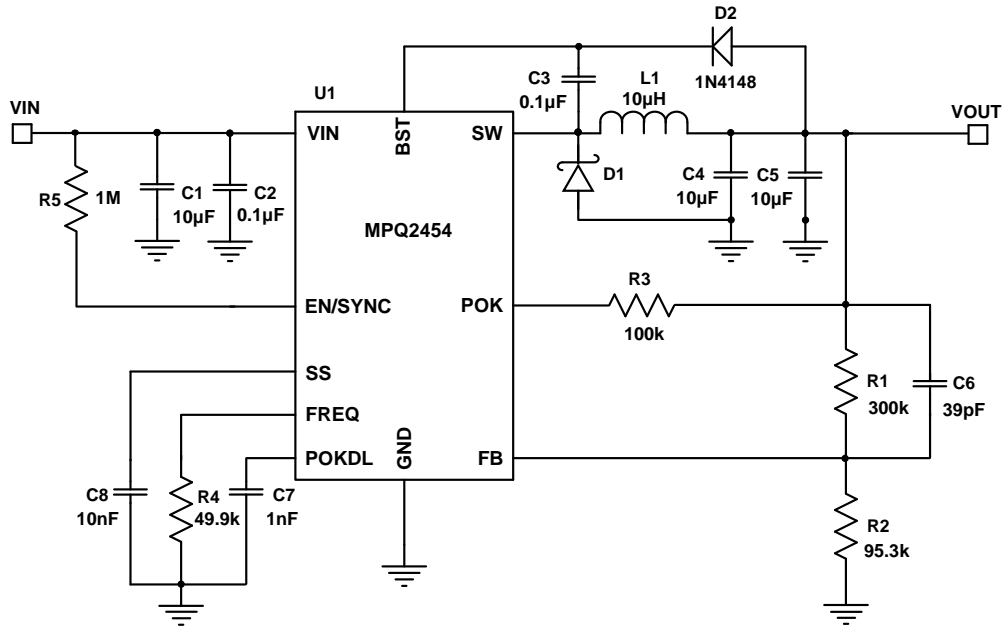 D2
1N4148
C3
0.1µF
L1
10µH
U1
VIN
VOUT
VIN
BST
SW
R5
1M
C1
10µF
C2
0.1µF
D1
C4
10µF
C5
10µF
MPQ2454
R3
100k
EN/SYNC
POK
SS
FREQ
POKDL
GND
FB
R1
300k
C6
39pF
C8
10nF
R4
49.9k
C7
1nF
R2
95.3k